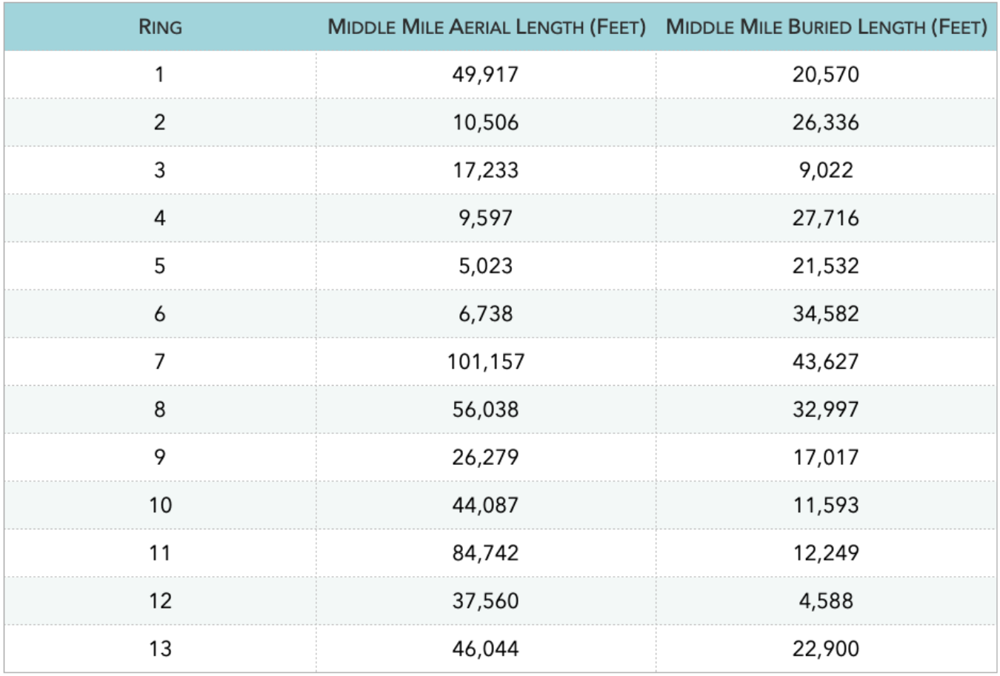 Ring Middle Mile Aerial Length (Feet) Middle Mile Buried Length (Feet)
1 49,917 20,570
2 10,506 26,336
3 17,233 9,022
4 9,597 27,716
5 5,023 21,532
6 6,738 34,582
7 101,157 43,627
8 56,038 32,997
9 26,279 17,017
10 44,087 11,593
11 84,742 12,249
12 37,560 4,588
13 46,044 22,900